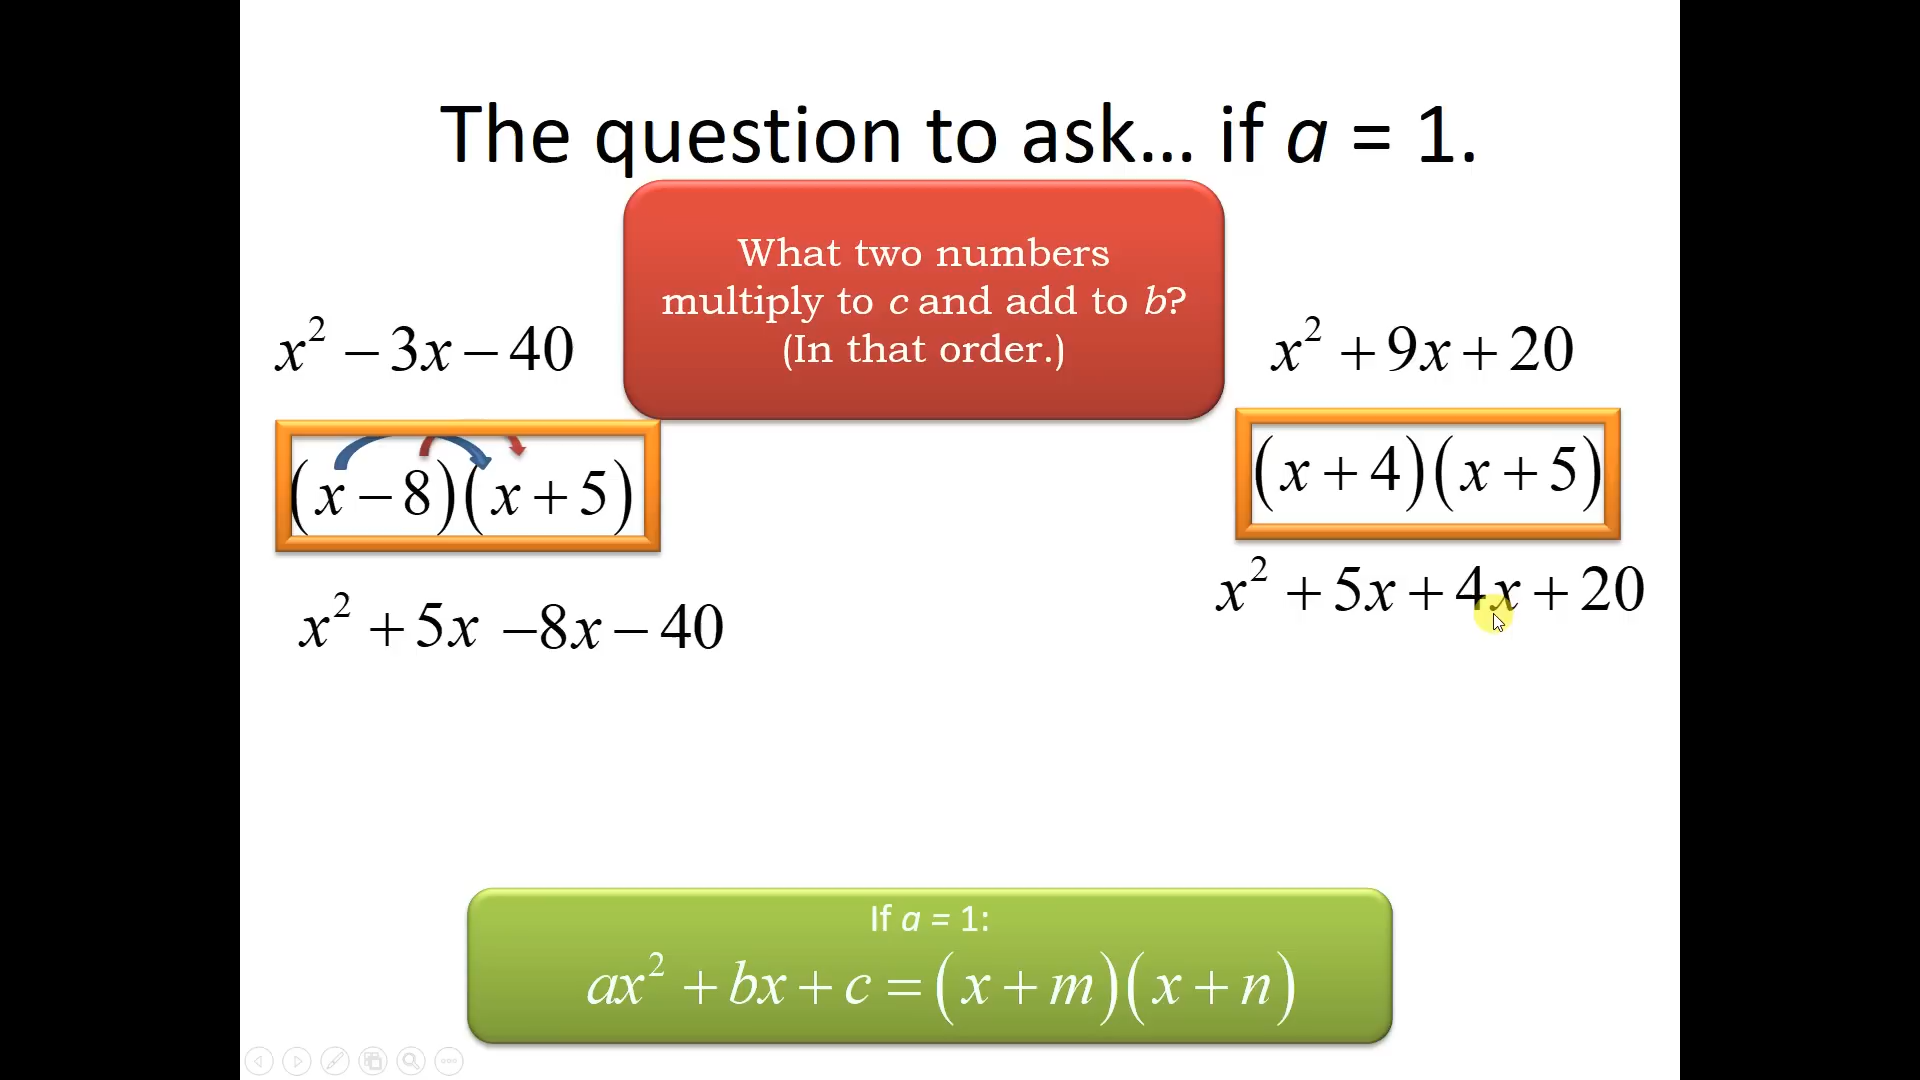 The question to ask... if a = 1.
What two numbers
multiply to c and add to b?
(In that order.)
x² − 3x − 40
(x − 8)(x + 5)
x² + 5x −8x − 40
x² + 9x + 20
(x + 4)(x + 5)
x² + 5x + 4x + 20
If a = 1:
ax² + bx + c = (x + m)(x + n)